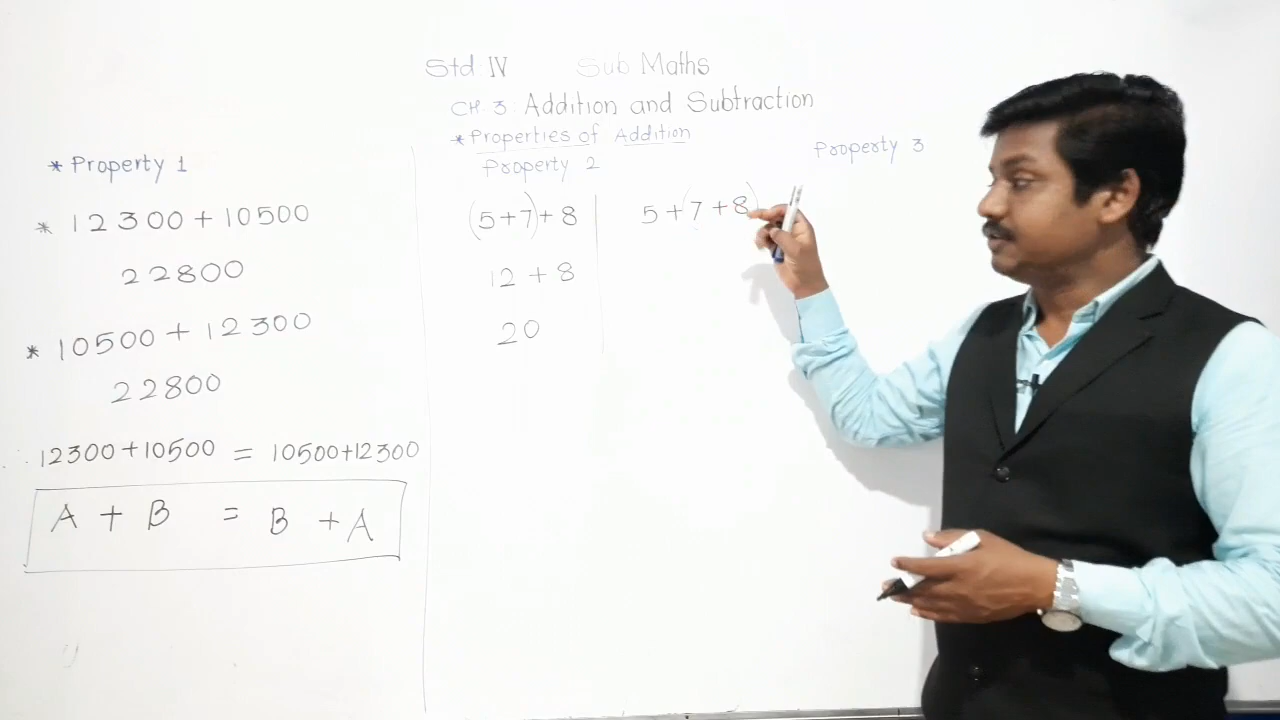 Std IV Sub Maths
CH 3: Addition and Subtraction
* Properties of Addition
* Property 1
* 12300 + 10500
22800
* 10500 + 12300
22800
∴ 12300+10500 = 10500+12300
A + B = B + A
Property 2
(5+7)+8
12 + 8
20
5+(7+8)
Property 3